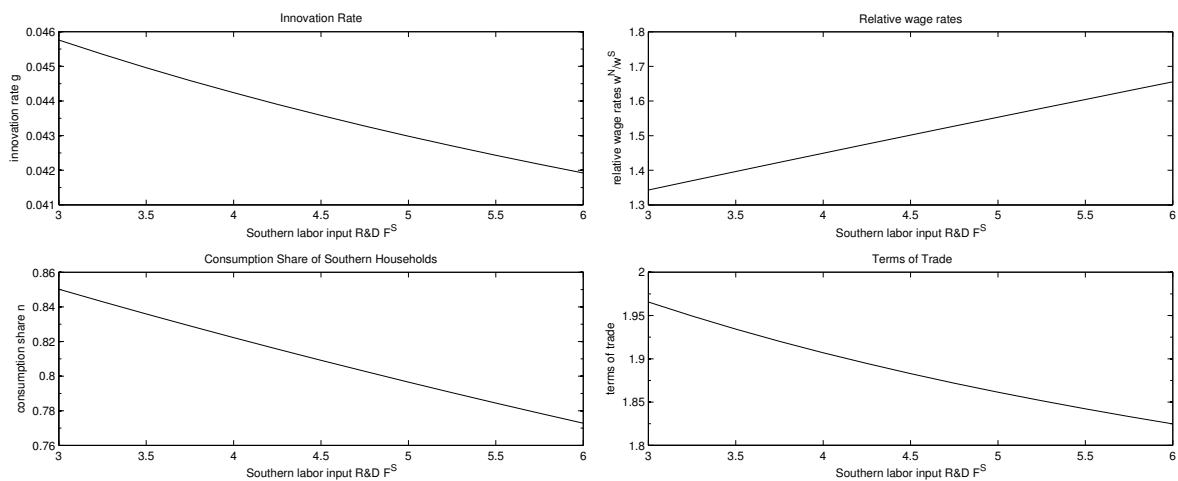 Innovation Rate
innovation rate g
0.046
0.045
0.044
0.043
0.042
0.041
3 3.5 4 4.5 5 5.5 6
Southern labor input R&D F^S
Relative wage rates
relative wage rates w^N/w^S
1.8
1.7
1.6
1.5
1.4
1.3
3 3.5 4 4.5 5 5.5 6
Southern labor input R&D F^S
Consumption Share of Southern Households
consumption share n
0.86
0.84
0.82
0.8
0.78
0.76
3 3.5 4 4.5 5 5.5 6
Southern labor input R&D F^S
Terms of Trade
terms of trade
2
1.95
1.9
1.85
1.8
3 3.5 4 4.5 5 5.5 6
Southern labor input R&D F^S